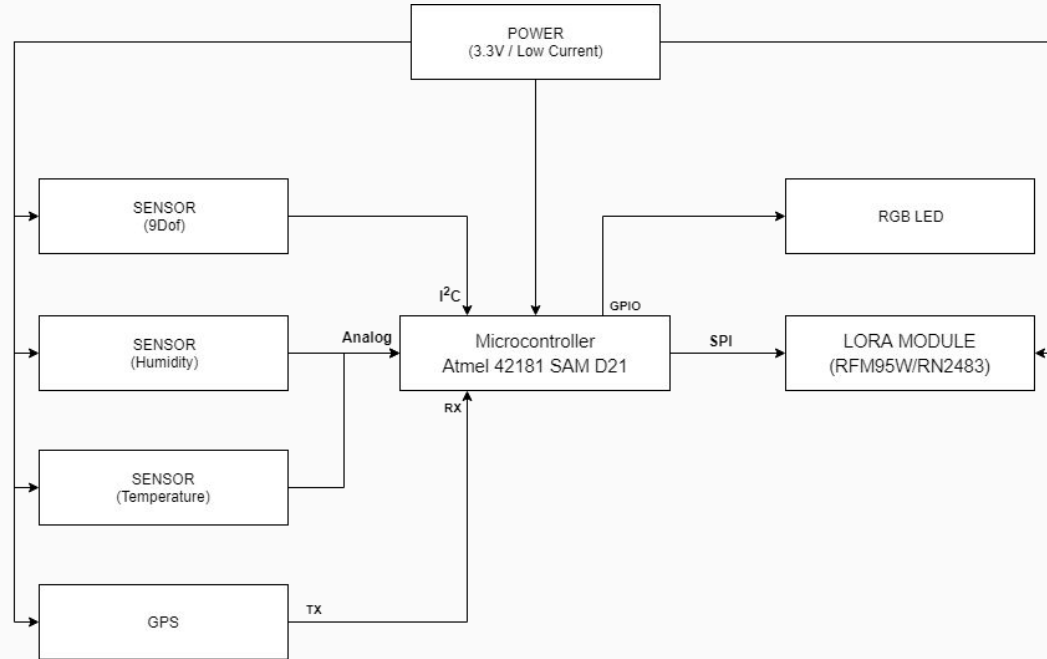 POWER
(3.3V / Low Current)
SENSOR
(9Dof)
RGB LED
I²C
GPIO
SENSOR
(Humidity)
Analog
Microcontroller
Atmel 42181 SAM D21
SPI
LORA MODULE
(RFM95W/RN2483)
RX
SENSOR
(Temperature)
GPS
TX